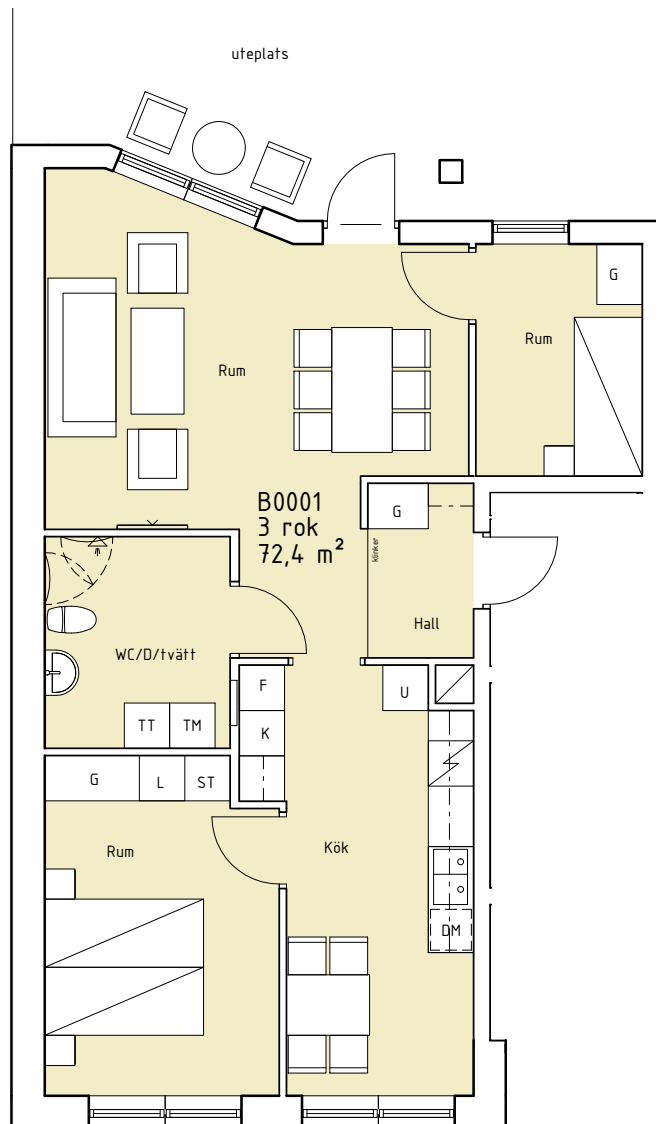 uteplats
G
Rum
Rum
B0001
3 rok
72,4 m²
G
klinker
Hall
WC/D/tvätt
F
U
TT
TM
K
G
L
ST
Rum
Kök
DM